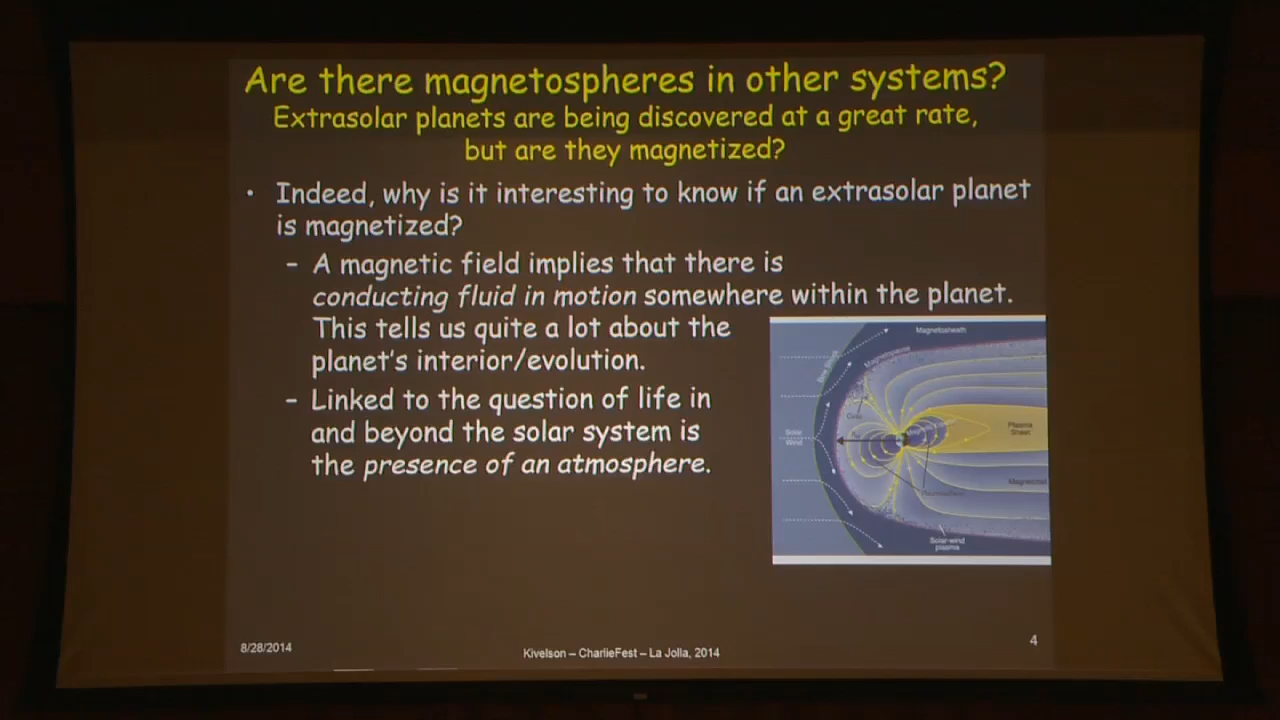 Are there magnetospheres in other systems?
Extrasolar planets are being discovered at a great rate,
but are they magnetized?
• Indeed, why is it interesting to know if an extrasolar planet
is magnetized?
– A magnetic field implies that there is
conducting fluid in motion somewhere within the planet.
This tells us quite a lot about the
planet's interior/evolution.
– Linked to the question of life in
and beyond the solar system is
the presence of an atmosphere.
Magnetosheath
Magnetopause
Cusp
Solar
Wind
Plasma
Sheet
Solar wind
plasma
8/28/2014
Kivelson – CharlieFest – La Jolla, 2014
4